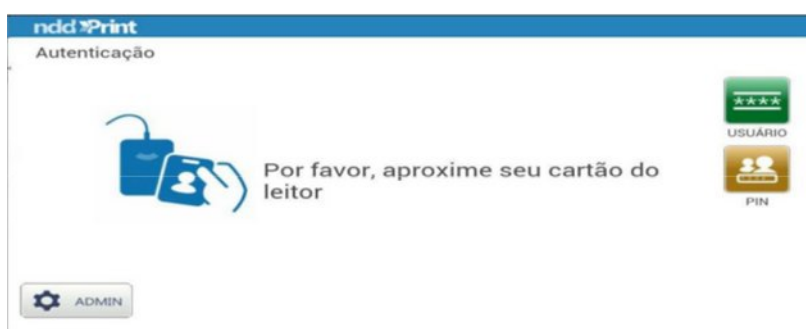 ndd Print
Autenticação
****
USUÁRIO
Por favor, aproxime seu cartão do
leitor
PIN
ADMIN